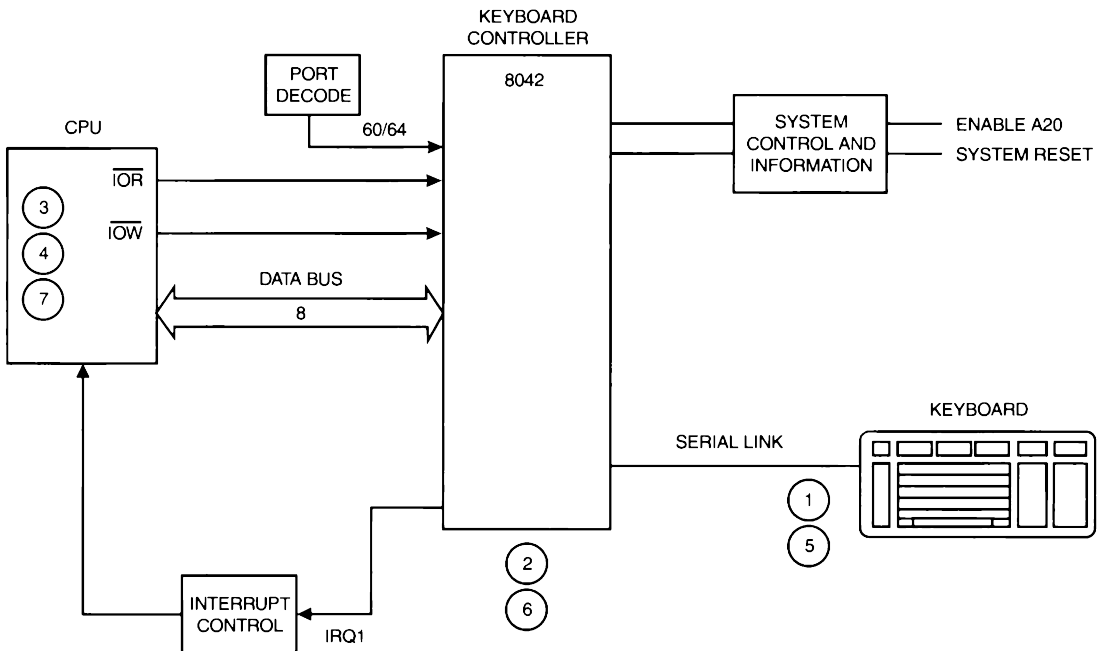 KEYBOARD
CONTROLLER
8042
PORT
DECODE
60/64
CPU
IOR
IOW
3
4
7
DATA BUS
8
SYSTEM
CONTROL AND
INFORMATION
ENABLE A20
SYSTEM RESET
KEYBOARD
SERIAL LINK
1
5
2
6
INTERRUPT
CONTROL
IRQ1